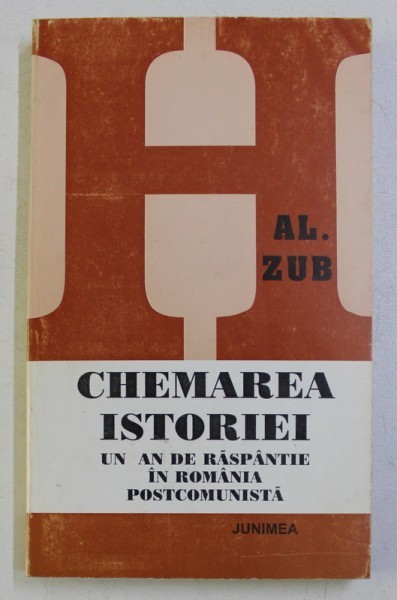 H
AL.
ZUB
CHEMAREA
ISTORIEI
UN AN DE RĂSPÂNTIE
ÎN ROMÂNIA
POSTCOMUNISTĂ
JUNIMEA